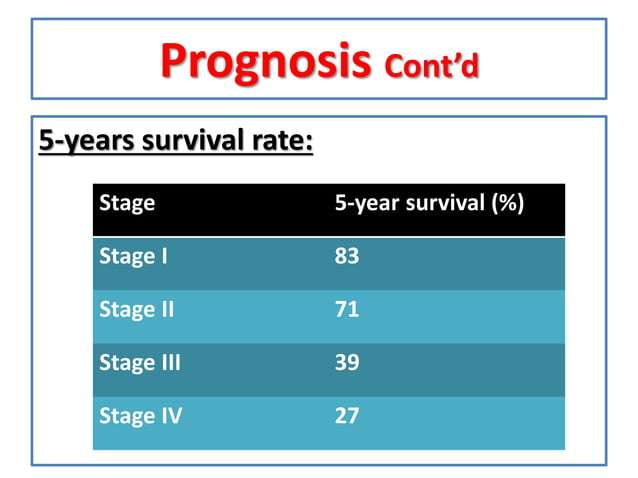 Prognosis Cont’d
5-years survival rate:
Stage 5-year survival (%)
Stage I 83
Stage II 71
Stage III 39
Stage IV 27